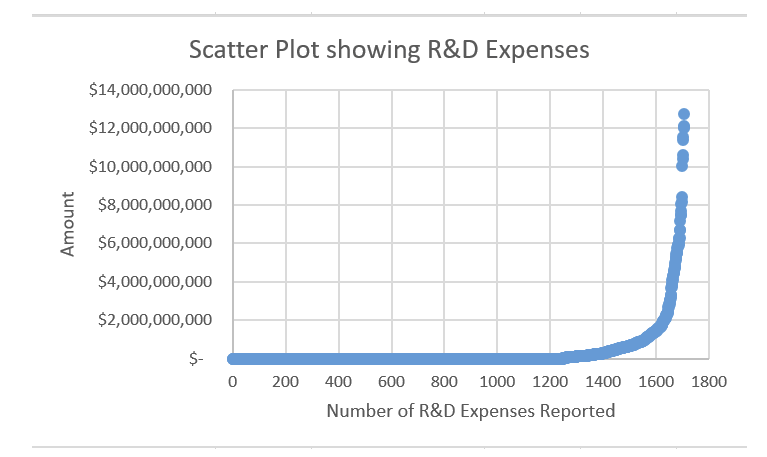 Scatter Plot showing R&D Expenses
$14,000,000,000
$12,000,000,000
$10,000,000,000
$8,000,000,000
$6,000,000,000
$4,000,000,000
$2,000,000,000
$-
Amount
0 200 400 600 800 1000 1200 1400 1600 1800
Number of R&D Expenses Reported